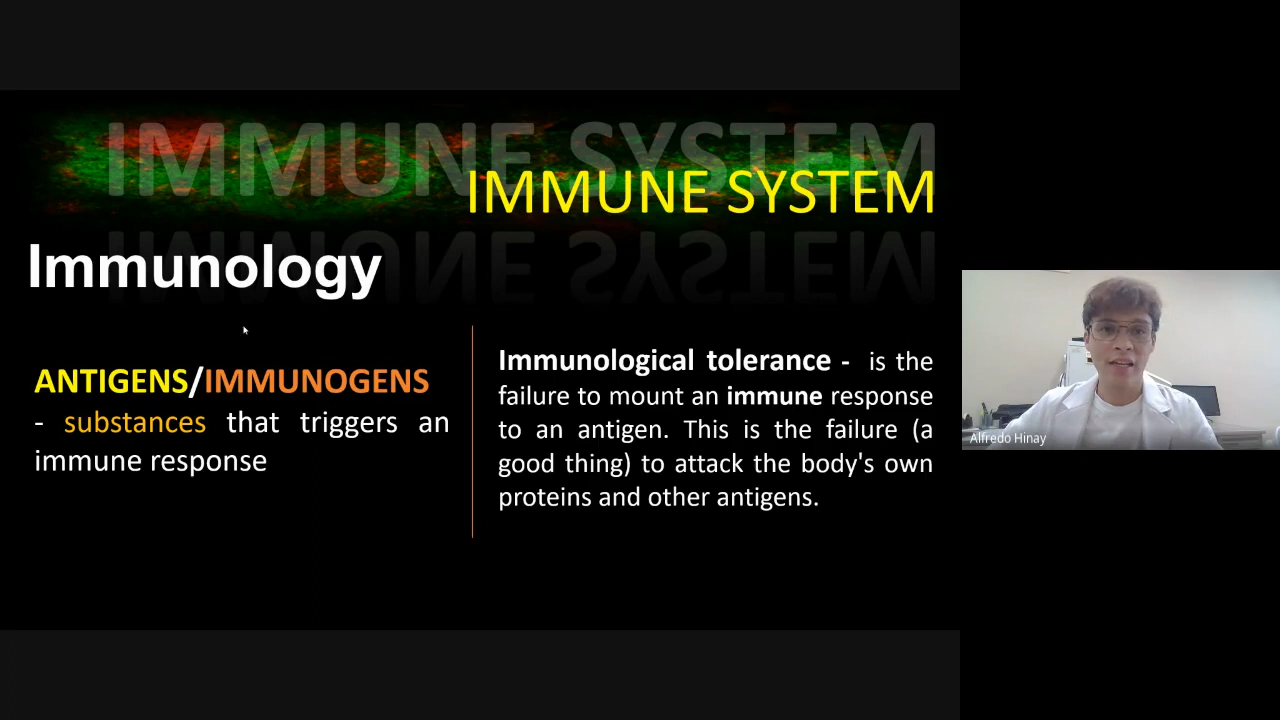 IMMUNE SYSTEM
IMMUNE SYSTEM
Immunology
ANTIGENS/IMMUNOGENS
- substances that triggers an
immune response
Immunological tolerance - is the
failure to mount an immune response
to an antigen. This is the failure (a
good thing) to attack the body's own
proteins and other antigens.
Alfredo Hinay